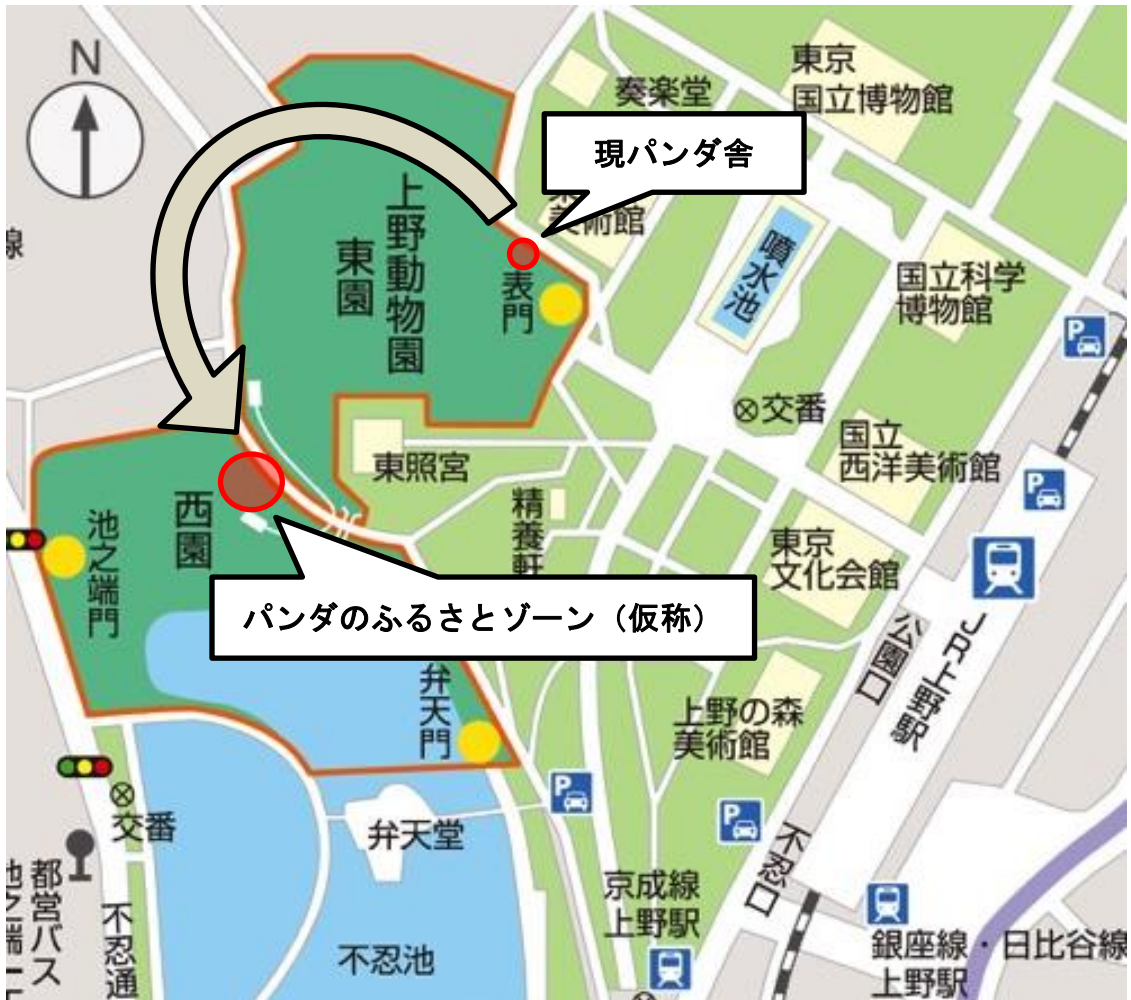 N
奏楽堂
東京
国立博物館
現パンダ舎
美術館
線
上野動物園
東園
表門
噴水池
国立科学
博物館
P
交番
国立
西洋美術館
P
東照宮
精養軒
西園
池之端門
東京
文化会館
パンダのふるさとゾーン（仮称）
公園口
JR上野駅
弁天門
上野の森
美術館
P
P
交番
弁天堂
不忍口
都営バス
池之端一
不忍通
不忍池
京成線
上野駅
銀座線・日比谷線
上野駅